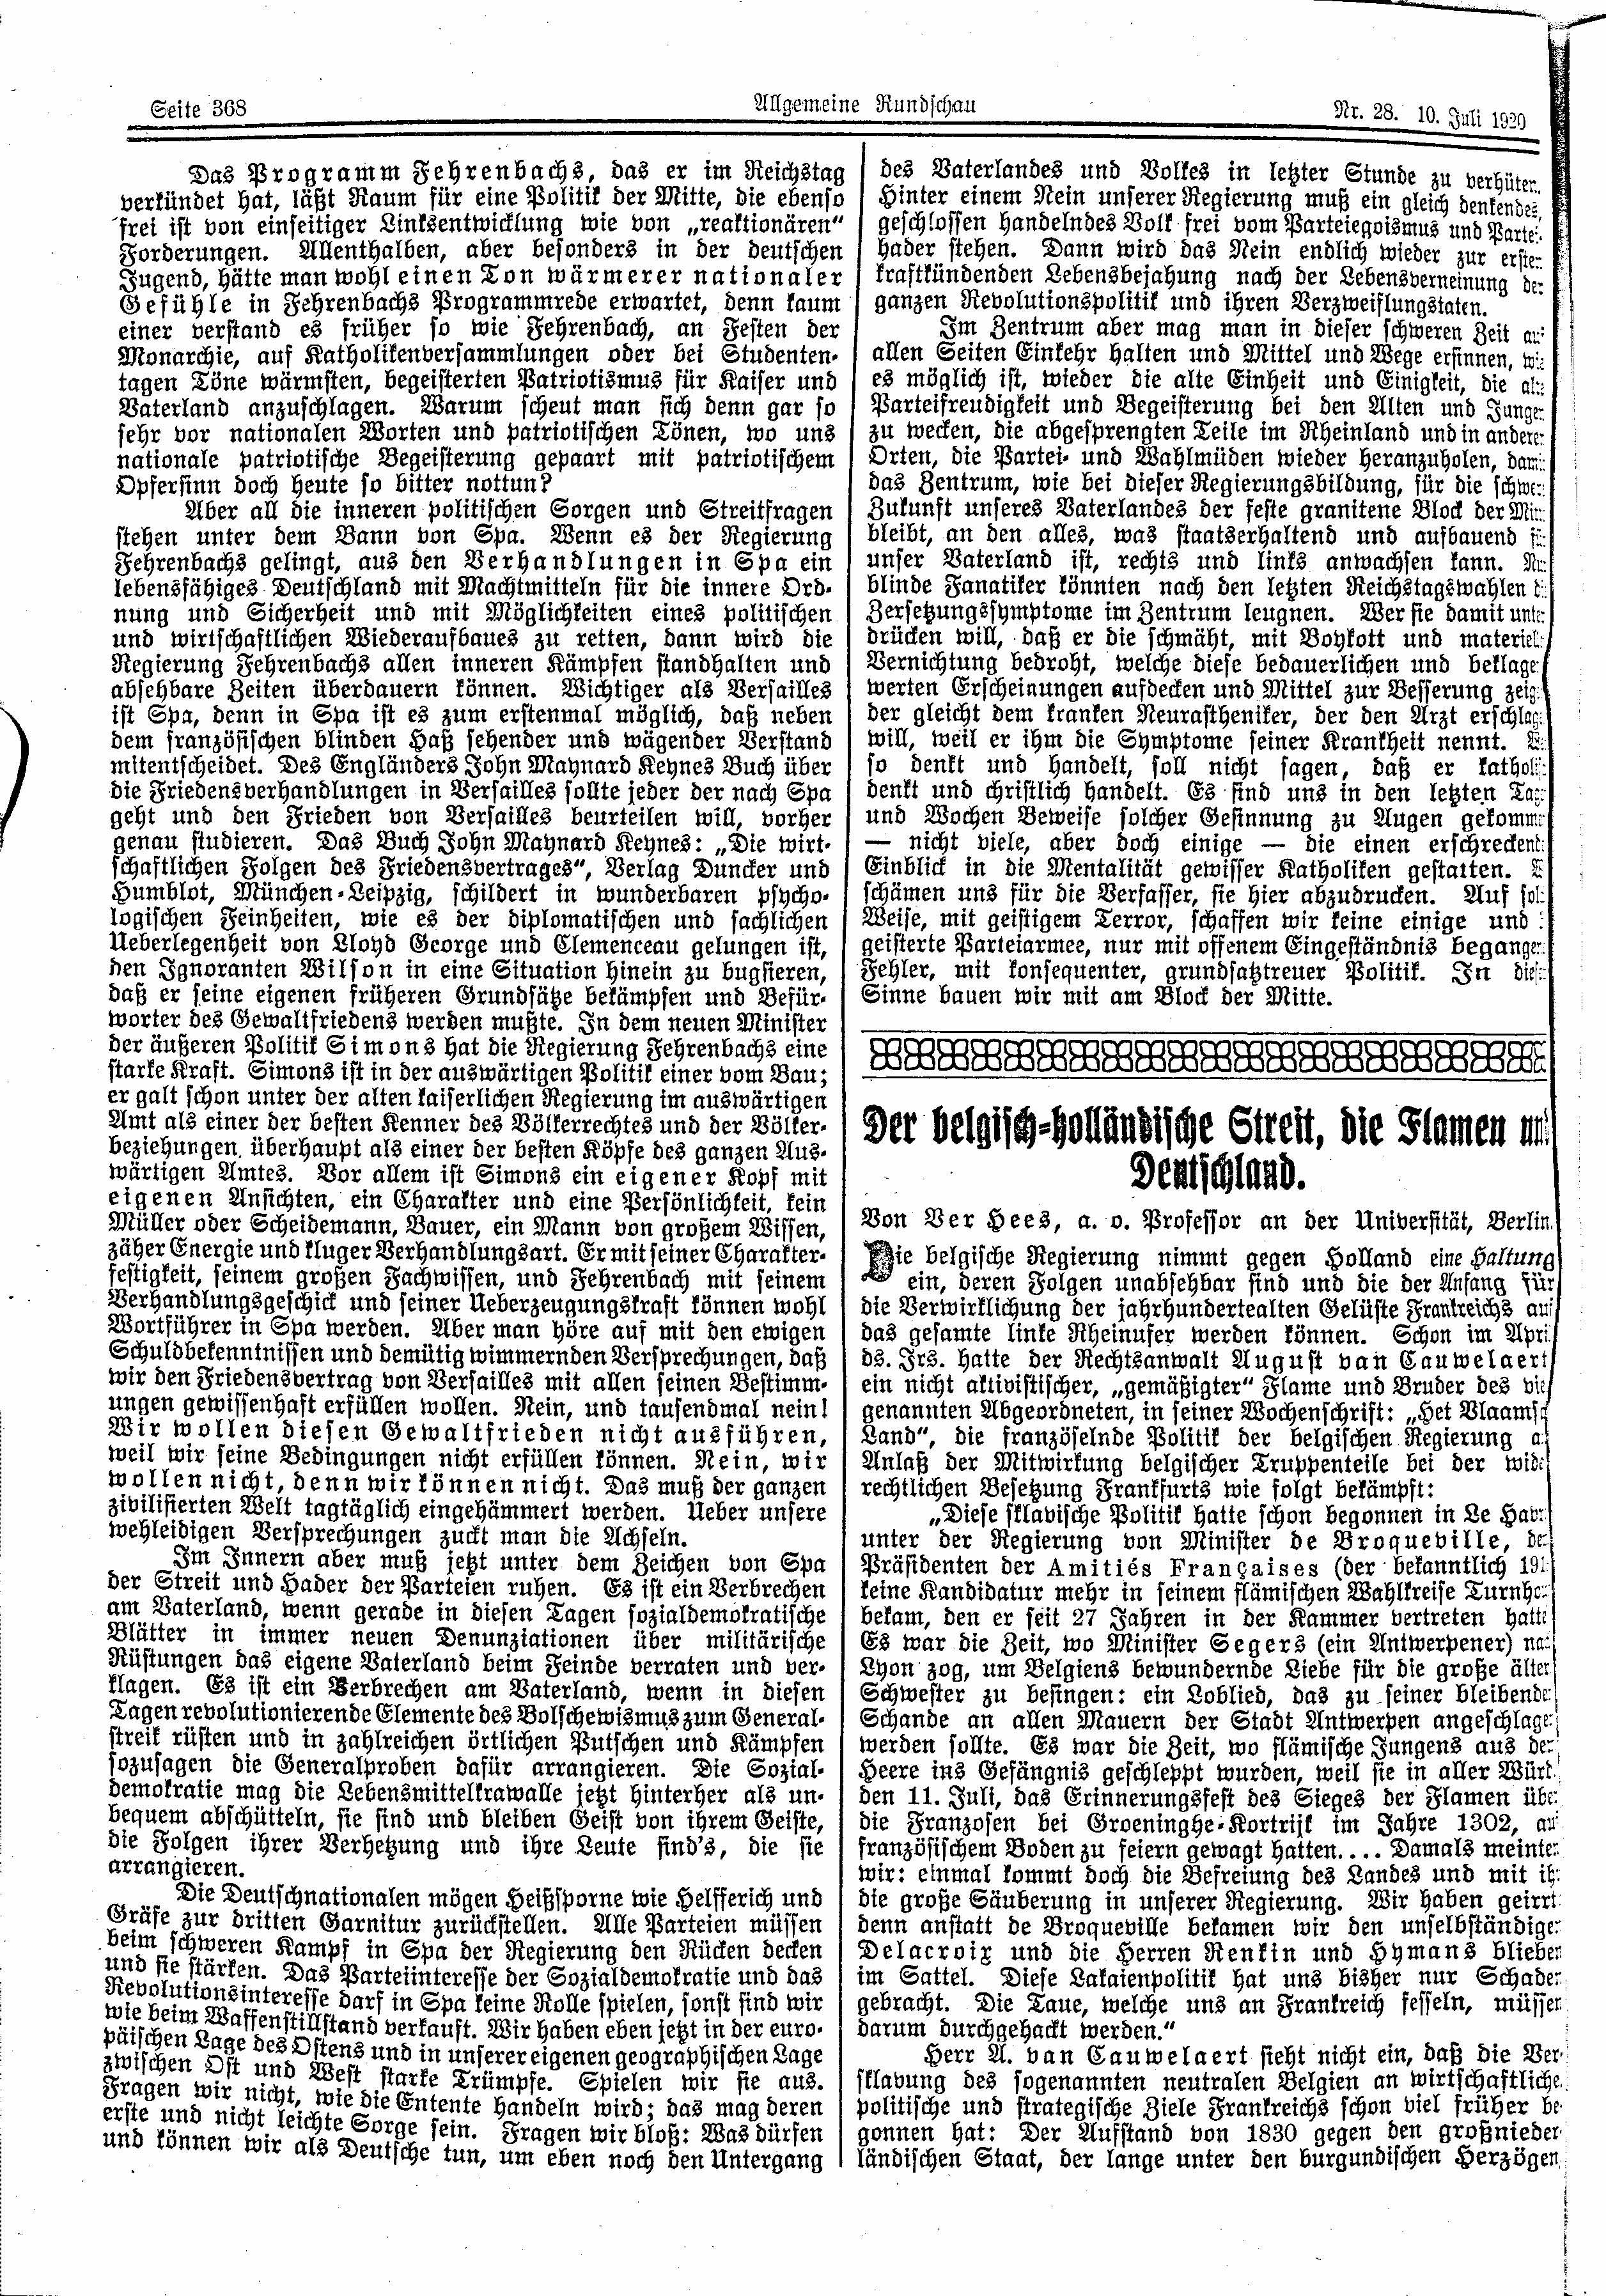 Seite 368
Allgemeine Rundschau
Nr. 28. 10. Juli 1920
Das Programm Fehrenbachs, das er im Reichstag
verkündet hat, läßt Raum für eine Politik der Mitte, die ebenso
frei ist von einseitiger Linksentwicklung wie von „reaktionären“
Forderungen. Allenthalben, aber besonders in der deutschen
Jugend, hätte man wohl einen Ton wärmerer nationaler
Gefühle in Fehrenbachs Programmrede erwartet, denn kaum
einer verstand es früher so wie Fehrenbach, an Festen der
Monarchie, auf Katholikenversammlungen oder bei Studenten-
tagen Töne wärmsten, begeisterten Patriotismus für Kaiser und
Vaterland anzuschlagen. Warum scheut man sich denn gar so
sehr vor nationalen Worten und patriotischen Tönen, wo uns
nationale patriotische Begeisterung gepaart mit patriotischem
Opfersinn doch heute so bitter nottun?
Aber all die inneren politischen Sorgen und Streitfragen
stehen unter dem Bann von Spa. Wenn es der Regierung
Fehrenbachs gelingt, aus den Verhandlungen in Spa ein
lebensfähiges Deutschland mit Machtmitteln für die innere Ord-
nung und Sicherheit und mit Möglichkeiten eines politischen
und wirtschaftlichen Wiederaufbaues zu retten, dann wird die
Regierung Fehrenbachs allen inneren Kämpfen standhalten und
absehbare Zeiten überdauern können. Wichtiger als Versailles
ist Spa, denn in Spa ist es zum erstenmal möglich, daß neben
dem französischen blinden Haß sehender und wägender Verstand
mitentscheidet. Des Engländers John Maynard Keynes Buch über
die Friedensverhandlungen in Versailles sollte jeder der nach Spa
geht und den Frieden von Versailles beurteilen will, vorher
genau studieren. Das Buch John Maynard Keynes: „Die wirt-
schaftlichen Folgen des Friedensvertrages“, Verlag Duncker und
Humblot, München-Leipzig, schildert in wunderbaren psycho-
logischen Feinheiten, wie es der diplomatischen und sachlichen
Ueberlegenheit von Lloyd George und Clemenceau gelungen ist,
den Ignoranten Wilson in eine Situation hinein zu bugsieren,
daß er seine eigenen früheren Grundsätze bekämpfen und Befür-
worter des Gewaltfriedens werden mußte. In dem neuen Minister
der äußeren Politik Simons hat die Regierung Fehrenbachs eine
starke Kraft. Simons ist in der auswärtigen Politik einer vom Bau;
er galt schon unter der alten kaiserlichen Regierung im auswärtigen
Amt als einer der besten Kenner des Völkerrechtes und der Völker-
beziehungen, überhaupt als einer der besten Köpfe des ganzen Aus-
wärtigen Amtes. Vor allem ist Simons ein eigener Kopf mit
eigenen Ansichten, ein Charakter und eine Persönlichkeit, kein
Müller oder Scheidemann, Bauer, ein Mann von großem Wissen,
zäher Energie und kluger Verhandlungsart. Er mit seiner Charakter-
festigkeit, seinem großen Fachwissen, und Fehrenbach mit seinem
Verhandlungsgeschick und seiner Ueberzeugungskraft können wohl
Wortführer in Spa werden. Aber man höre auf mit den ewigen
Schuldbekenntnissen und demütig wimmernden Versprechungen, daß
wir den Friedensvertrag von Versailles mit allen seinen Bestimm-
ungen gewissenhaft erfüllen wollen. Nein, und tausendmal nein!
Wir wollen diesen Gewaltfrieden nicht ausführen,
weil wir seine Bedingungen nicht erfüllen können. Nein, wir
wollen nicht, denn wir können nicht. Das muß der ganzen
zivilisierten Welt tagtäglich eingehämmert werden. Ueber unsere
wehleidigen Versprechungen zuckt man die Achseln.
Im Innern aber muß jetzt unter dem Zeichen von Spa
der Streit und Hader der Parteien ruhen. Es ist ein Verbrechen
am Vaterland, wenn gerade in diesen Tagen sozialdemokratische
Blätter in immer neuen Denunziationen über militärische
Rüstungen das eigene Vaterland beim Feinde verraten und ver-
klagen. Es ist ein Verbrechen am Vaterland, wenn in diesen
Tagen revolutionierende Elemente des Bolschewismus zum General-
streik rüsten und in zahlreichen örtlichen Putschen und Kämpfen
sozusagen die Generalproben dafür arrangieren. Die Sozial-
demokratie mag die Lebensmittelkrawalle jetzt hinterher als un-
bequem abschütteln, sie sind und bleiben Geist von ihrem Geiste,
die Folgen ihrer Verhetzung und ihre Leute sind's, die sie
arrangieren.
Die Deutschnationalen mögen Heißsporne wie Helfferich und
Gräfe zur dritten Garnitur zurückstellen. Alle Parteien müssen
beim schweren Kampf in Spa der Regierung den Rücken decken
und sie stärken. Das Parteiinteresse der Sozialdemokratie und das
Revolutionsinteresse darf in Spa keine Rolle spielen, sonst sind wir
wie beim Waffenstillstand verkauft. Wir haben eben jetzt in der euro-
päischen Lage des Ostens und in unserer eigenen geographischen Lage
zwischen Ost und West starke Trümpfe. Spielen wir sie aus.
Fragen wir nicht, wie die Entente handeln wird; das mag deren
erste und nicht leichte Sorge sein. Fragen wir bloß: Was dürfen
und können wir als Deutsche tun, um eben noch den Untergang
des Vaterlandes und Volkes in letzter Stunde zu verhüten.
Hinter einem Nein unserer Regierung muß ein gleich denkendes,
geschlossen handelndes Volk frei vom Parteiegoismus und Partei-
hader stehen. Dann wird das Nein endlich wieder zur ersten
kraftkündenden Lebensbejahung nach der Lebensverneinung der
ganzen Revolutionspolitik und ihren Verzweiflungstaten.
Im Zentrum aber mag man in dieser schweren Zeit auf
allen Seiten Einkehr halten und Mittel und Wege ersinnen, wie
es möglich ist, wieder die alte Einheit und Einigkeit, die alte
Parteifreudigkeit und Begeisterung bei den Alten und Jungen
zu wecken, die abgesprengten Teile im Rheinland und in anderen
Orten, die Partei- und Wahlmüden wieder heranzuholen, damit
das Zentrum, wie bei dieser Regierungsbildung, für die schwere
Zukunft unseres Vaterlandes der feste granitene Block der Mitte
bleibt, an den alles, was staatserhaltend und aufbauend für
unser Vaterland ist, rechts und links anwachsen kann. Nur
blinde Fanatiker könnten nach den letzten Reichstagswahlen die
Zersetzungssymptome im Zentrum leugnen. Wer sie damit unter-
drücken will, daß er die schmäht, mit Boykott und materieller
Vernichtung bedroht, welche diese bedauerlichen und beklagens-
werten Erscheinungen aufdecken und Mittel zur Besserung zeigen,
der gleicht dem kranken Neurastheniker, der den Arzt erschlagen
will, weil er ihm die Symptome seiner Krankheit nennt.
so denkt und handelt, soll nicht sagen, daß er katholisch
denkt und christlich handelt. Es sind uns in den letzten Tagen
und Wochen Beweise solcher Gesinnung zu Augen gekommen
— nicht viele, aber doch einige — die einen erschreckenden
Einblick in die Mentalität gewisser Katholiken gestatten.
schämen uns für die Verfasser, sie hier abzudrucken. Auf solche
Weise, mit geistigem Terror, schaffen wir keine einige und
geisterte Parteiarmee, nur mit offenem Eingeständnis begangener
Fehler, mit konsequenter, grundsatztreuer Politik. In diesem
Sinne bauen wir mit am Block der Mitte.
Der belgisch-holländische Streit, die Flamen und
Deutschland.
Von Ver Hees, a. o. Professor an der Universität, Berlin.
Die belgische Regierung nimmt gegen Holland eine Haltung
ein, deren Folgen unabsehbar sind und die der Anfang für
die Verwirklichung der jahrhundertealten Gelüste Frankreichs auf
das gesamte linke Rheinufer werden können. Schon im April
ds. Jrs. hatte der Rechtsanwalt August van Cauwelaert
ein nicht aktivistischer, „gemäßigter“ Flame und Bruder des viel
genannten Abgeordneten, in seiner Wochenschrift: „Het Vlaamsch
Land“, die französelnde Politik der belgischen Regierung a
Anlaß der Mitwirkung belgischer Truppenteile bei der wider
rechtlichen Besetzung Frankfurts wie folgt bekämpft:
„Diese sklavische Politik hatte schon begonnen in Le Havre
unter der Regierung von Minister de Broqueville, dem
Präsidenten der Amitiés Françaises (der bekanntlich 191
keine Kandidatur mehr in seinem flämischen Wahlkreise Turnhout
bekam, den er seit 27 Jahren in der Kammer vertreten hatte
Es war die Zeit, wo Minister Segers (ein Antwerpener) nach
Lyon zog, um Belgiens bewundernde Liebe für die große ältere
Schwester zu besingen: ein Loblied, das zu seiner bleibenden
Schande an allen Mauern der Stadt Antwerpen angeschlagen
werden sollte. Es war die Zeit, wo flämische Jungens aus dem
Heere ins Gefängnis geschleppt wurden, weil sie in aller Würde
den 11. Juli, das Erinnerungsfest des Sieges der Flamen über
die Franzosen bei Groeninghe-Kortrijk im Jahre 1302, auf
französischem Boden zu feiern gewagt hatten.... Damals meinten
wir: einmal kommt doch die Befreiung des Landes und mit ihr
die große Säuberung in unserer Regierung. Wir haben geirrt
denn anstatt de Broqueville bekamen wir den unselbständigen
Delacroix und die Herren Renkin und Hymans blieben
im Sattel. Diese Lakaienpolitik hat uns bisher nur Schaden
gebracht. Die Taue, welche uns an Frankreich fesseln, müssen
darum durchgehackt werden.“
Herr A. van Cauwelaert sieht nicht ein, daß die Ver-
sklavung des sogenannten neutralen Belgien an wirtschaftliche,
politische und strategische Ziele Frankreichs schon viel früher be-
gonnen hat: Der Aufstand von 1830 gegen den großnieder-
ländischen Staat, der lange unter den burgundischen Herzögen